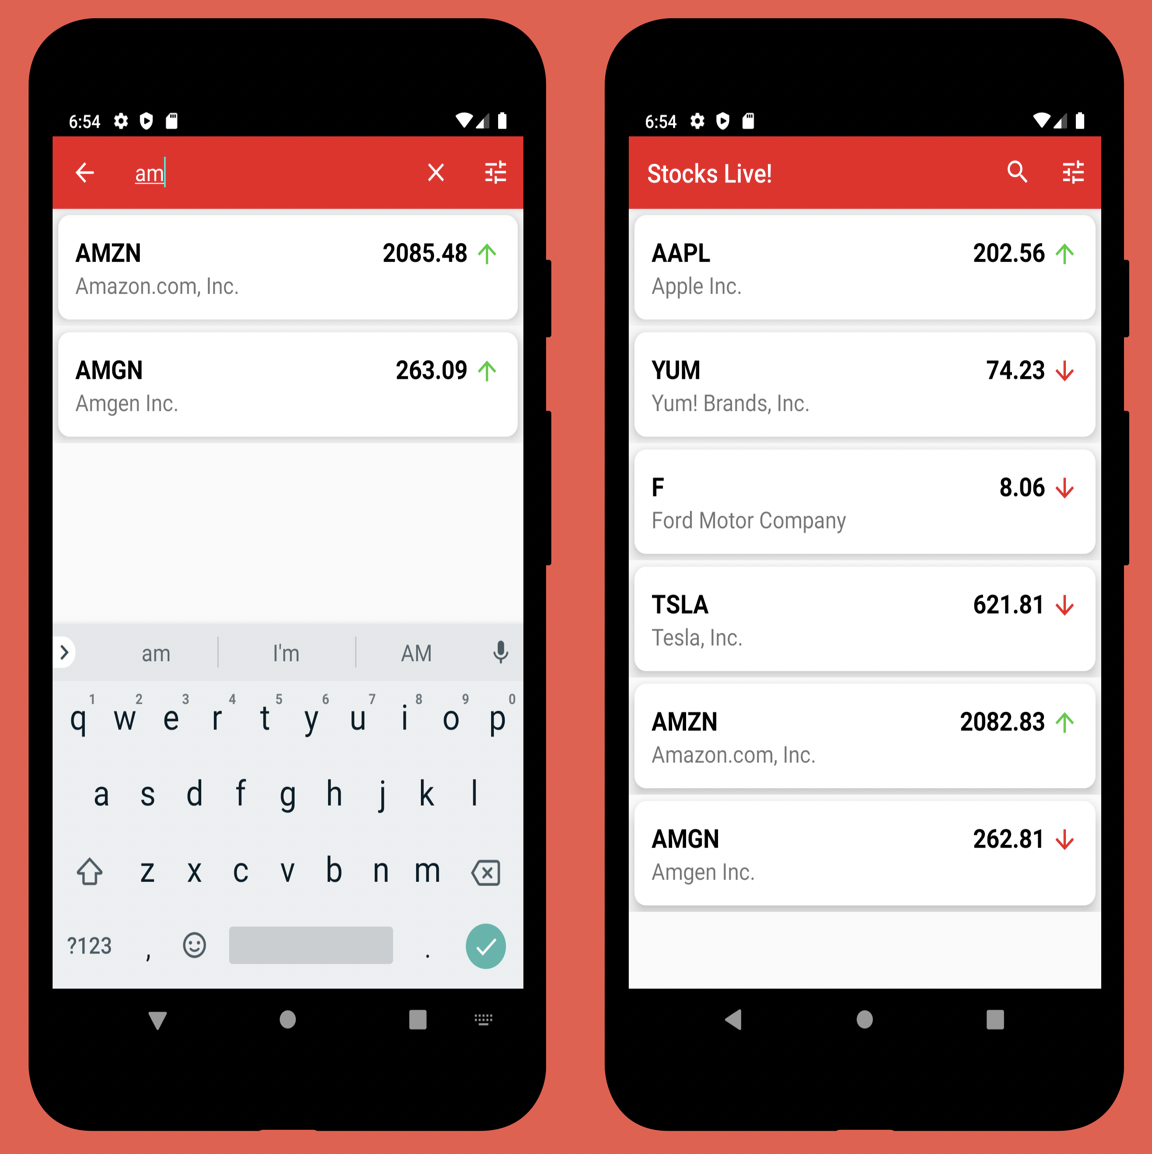 6:54
am
AMZN 2085.48
Amazon.com, Inc.
AMGN 263.09
Amgen Inc.
am I'm AM
1 2 3 4 5 6 7 8 9 0
q w e r t y u i o p
a s d f g h j k l
z x c v b n m
?123 , .
6:54
Stocks Live!
AAPL 202.56
Apple Inc.
YUM 74.23
Yum! Brands, Inc.
F 8.06
Ford Motor Company
TSLA 621.81
Tesla, Inc.
AMZN 2082.83
Amazon.com, Inc.
AMGN 262.81
Amgen Inc.